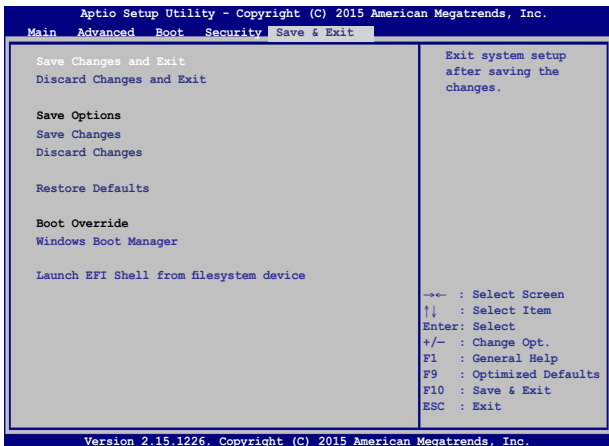 Aptio Setup Utility - Copyright (C) 2015 American Megatrends, Inc.
Main Advanced Boot Security Save & Exit
Save Changes and Exit
Discard Changes and Exit
Save Options
Save Changes
Discard Changes
Restore Defaults
Boot Override
Windows Boot Manager
Launch EFI Shell from filesystem device
Exit system setup
after saving the
changes.
→← : Select Screen
↑↓ : Select Item
Enter: Select
+/— : Change Opt.
F1 : General Help
F9 : Optimized Defaults
F10 : Save & Exit
ESC : Exit
Version 2.15.1226. Copyright (C) 2015 American Megatrends, Inc.